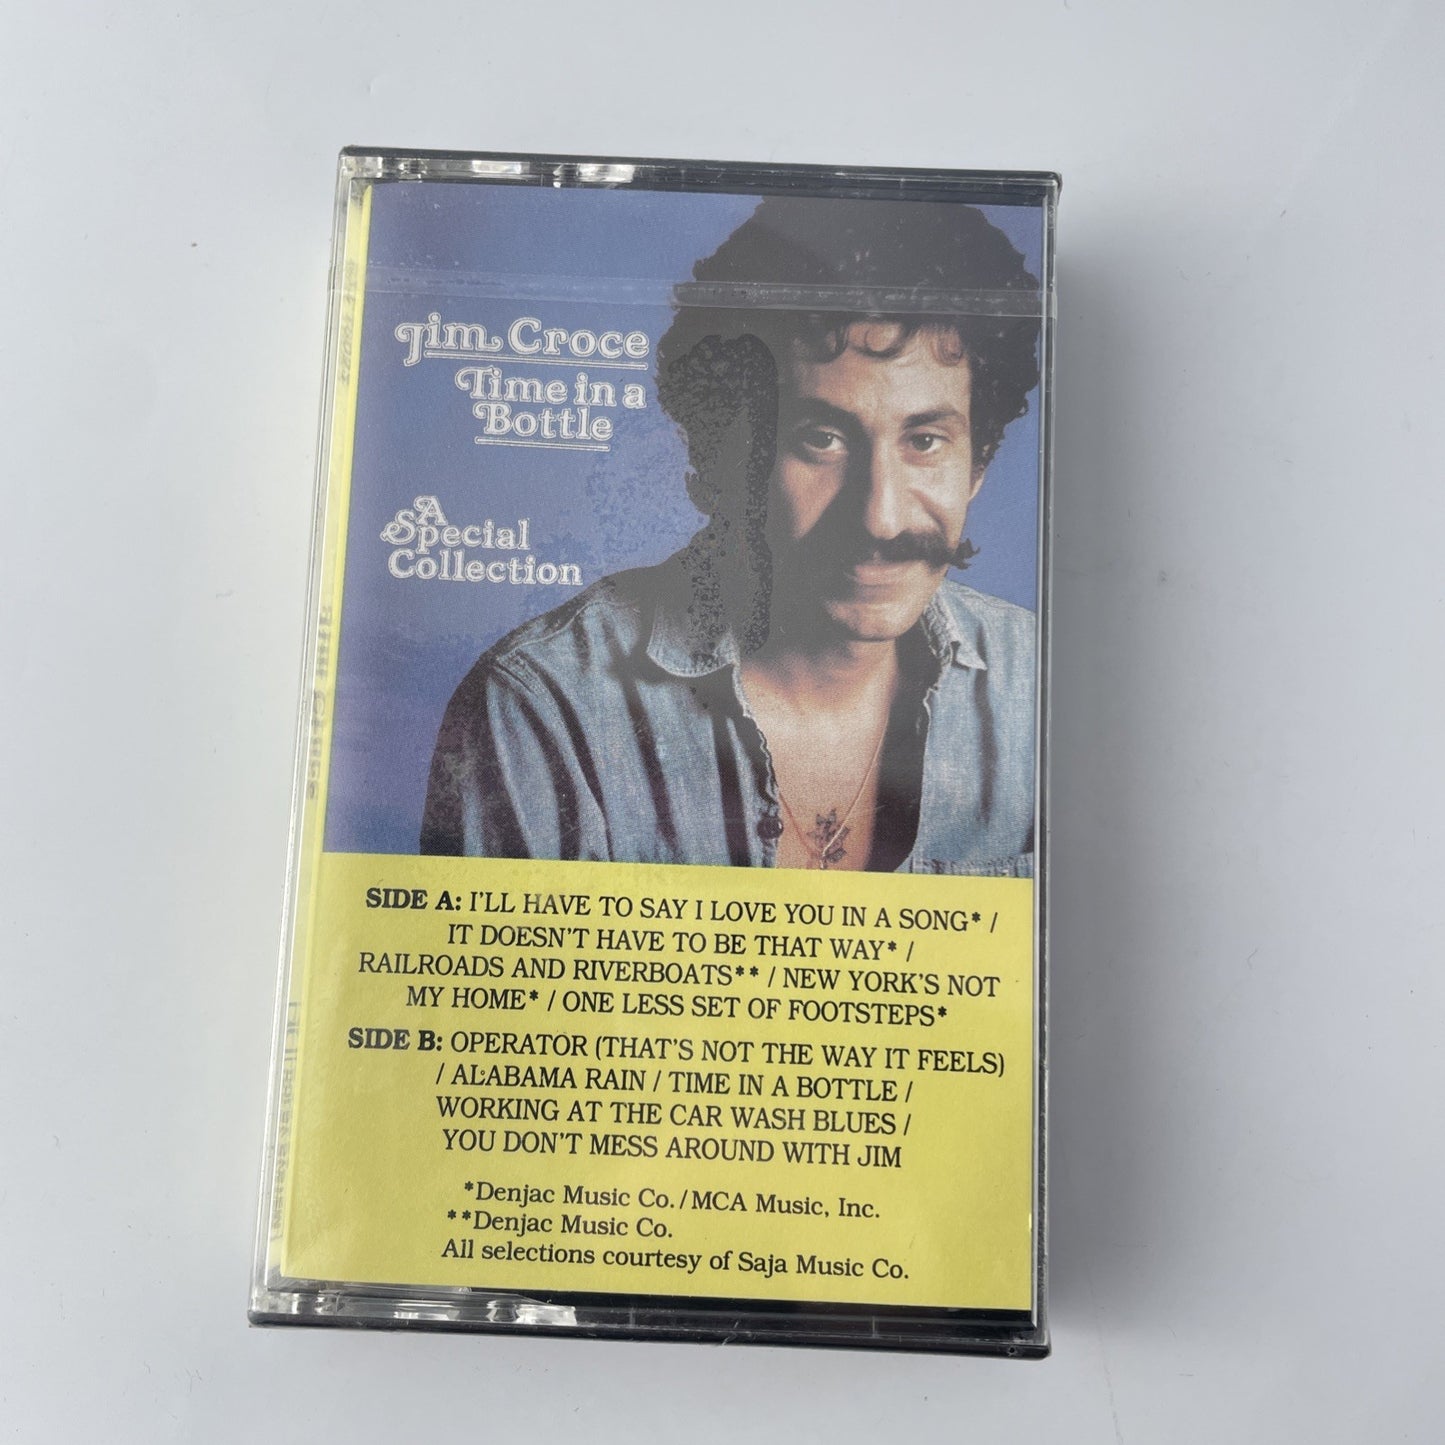 Jim Croce
Time in a
Bottle
A
Special
Collection
SIDE A: I'LL HAVE TO SAY I LOVE YOU IN A SONG* /
IT DOESN'T HAVE TO BE THAT WAY* /
RAILROADS AND RIVERBOATS** / NEW YORK'S NOT
MY HOME* / ONE LESS SET OF FOOTSTEPS*
SIDE B: OPERATOR (THAT'S NOT THE WAY IT FEELS)
/ ALABAMA RAIN / TIME IN A BOTTLE /
WORKING AT THE CAR WASH BLUES /
YOU DON'T MESS AROUND WITH JIM
*Denjac Music Co. / MCA Music, Inc.
**Denjac Music Co.
All selections courtesy of Saja Music Co.